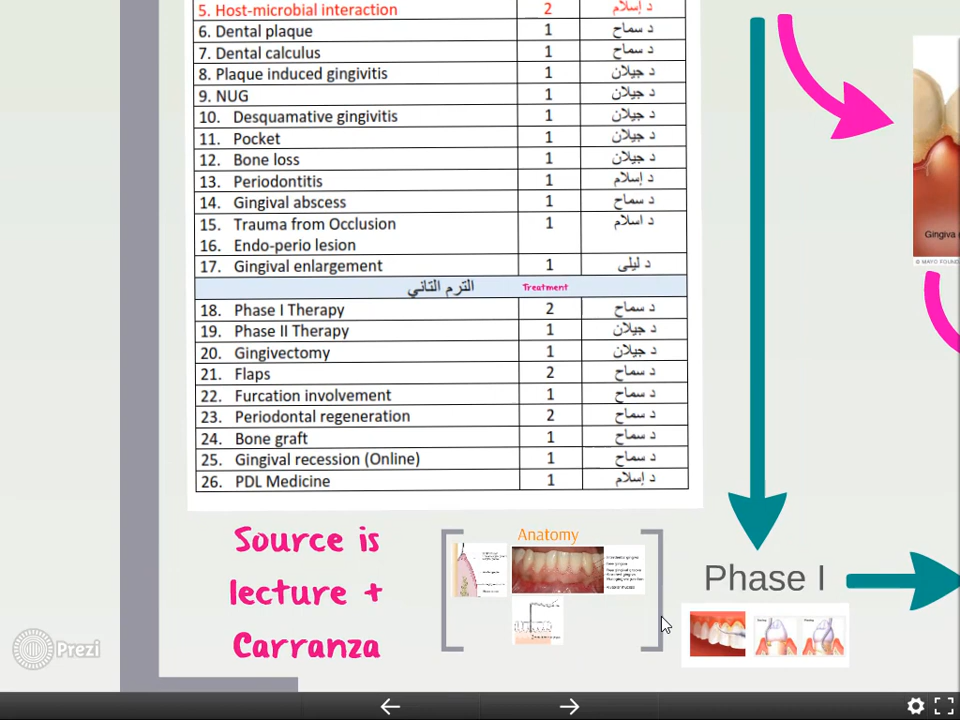 5. Host-microbial interaction 2 د إسلام
6. Dental plaque 1 د سماح
7. Dental calculus 1 د سماح
8. Plaque induced gingivitis 1 د جيلان
9. NUG 1 د جيلان
10. Desquamative gingivitis 1 د جيلان
11. Pocket 1 د جيلان
12. Bone loss 1 د جيلان
13. Periodontitis 1 د إسلام
14. Gingival abscess 1 د سماح
15. Trauma from Occlusion 1 د اسلام
16. Endo-perio lesion
17. Gingival enlargement 1 د ليلى
الترم التاني Treatment
18. Phase I Therapy 2 د سماح
19. Phase II Therapy 1 د جيلان
20. Gingivectomy 1 د جيلان
21. Flaps 2 د سماح
22. Furcation involvement 1 د سماح
23. Periodontal regeneration 2 د سماح
24. Bone graft 1 د سماح
25. Gingival recession (Online) 1 د سماح
26. PDL Medicine 1 د إسلام
Gingiva
© MAYO FOUN
Source is
lecture +
Carranza
Anatomy
Phase I
Prezi